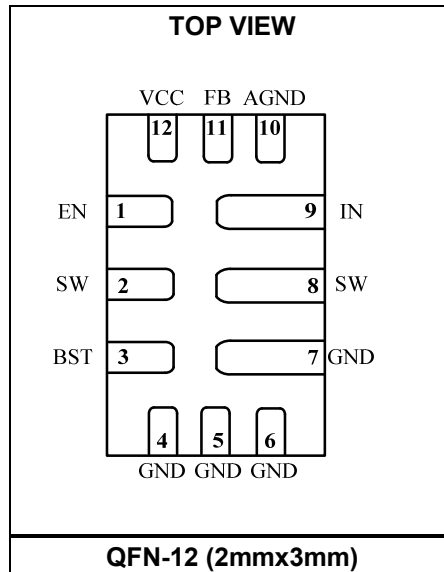 TOP VIEW
VCC FB AGND
12 11 10
EN 1 9 IN
SW 2 8 SW
BST 3 7 GND
4 5 6
GND GND GND
QFN-12 (2mmx3mm)